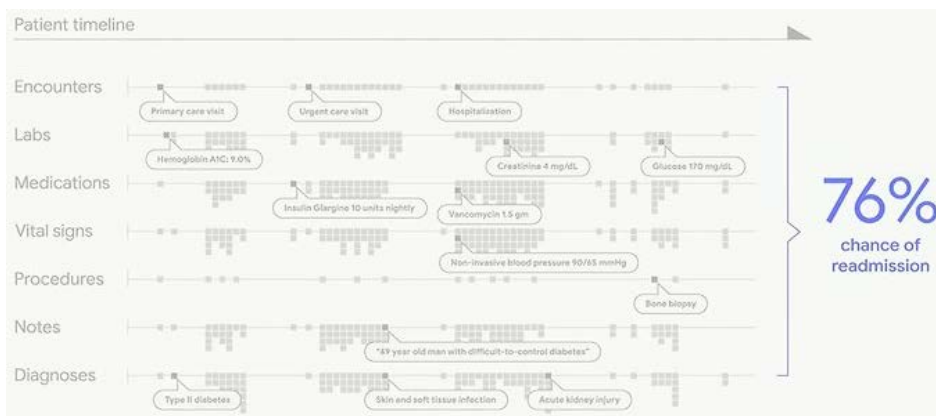 Patient timeline
Encounters
Primary care visit
Urgent care visit
Hospitalization
Labs
Hemoglobin A1C: 9.0%
Creatinine 4 mg/dL
Glucose 170 mg/dL
Medications
Insulin Glargine 10 units nightly
Vancomycin 1.5 gm
Vital signs
Non-invasive blood pressure 90/65 mmHg
Procedures
Bone biopsy
Notes
"49 year old man with difficult-to-control diabetes"
Diagnoses
Type II diabetes
Skin and soft tissue infection
Acute kidney injury
76%
chance of
readmission